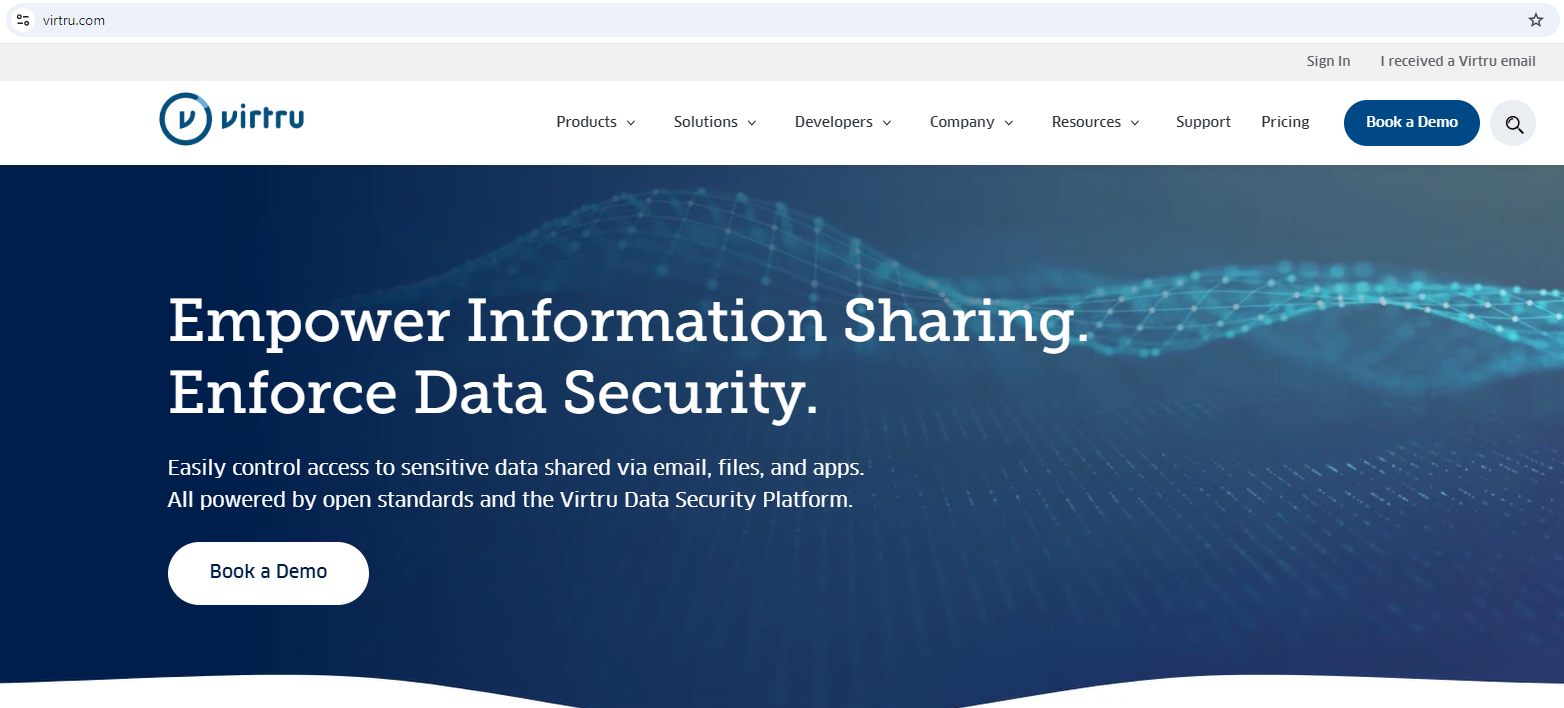 virtru.com
Sign In I received a Virtru email
virtru Products Solutions Developers Company Resources Support Pricing Book a Demo
Empower Information Sharing.
Enforce Data Security.
Easily control access to sensitive data shared via email, files, and apps.
All powered by open standards and the Virtru Data Security Platform.
Book a Demo